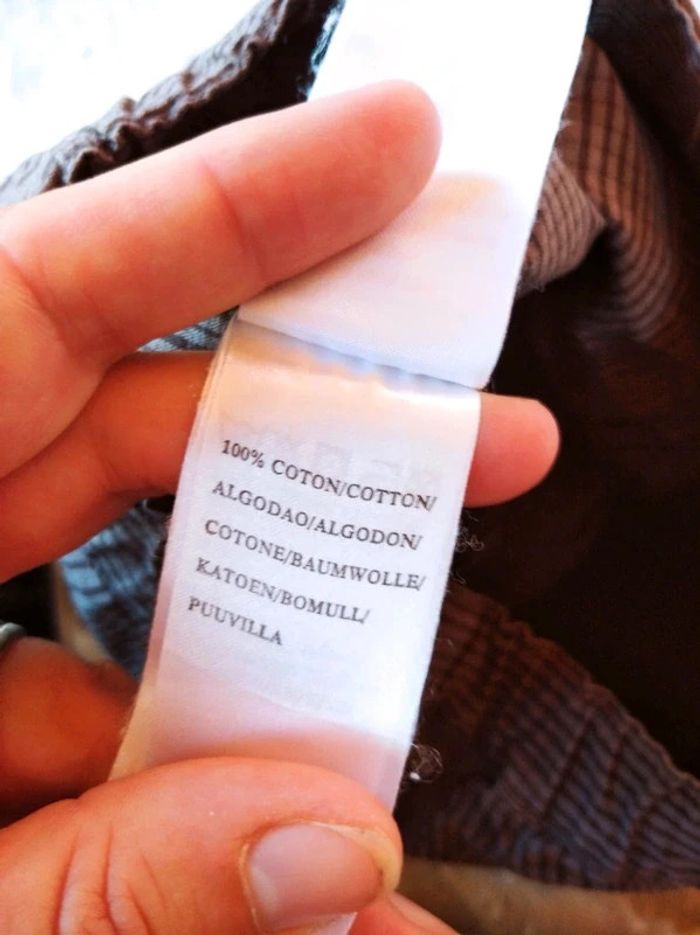 100% COTON/COTTON/
ALGODAO/ALGODON/
COTONE/BAUMWOLLE/
KATOEN/BOMULL/
PUUVILLA